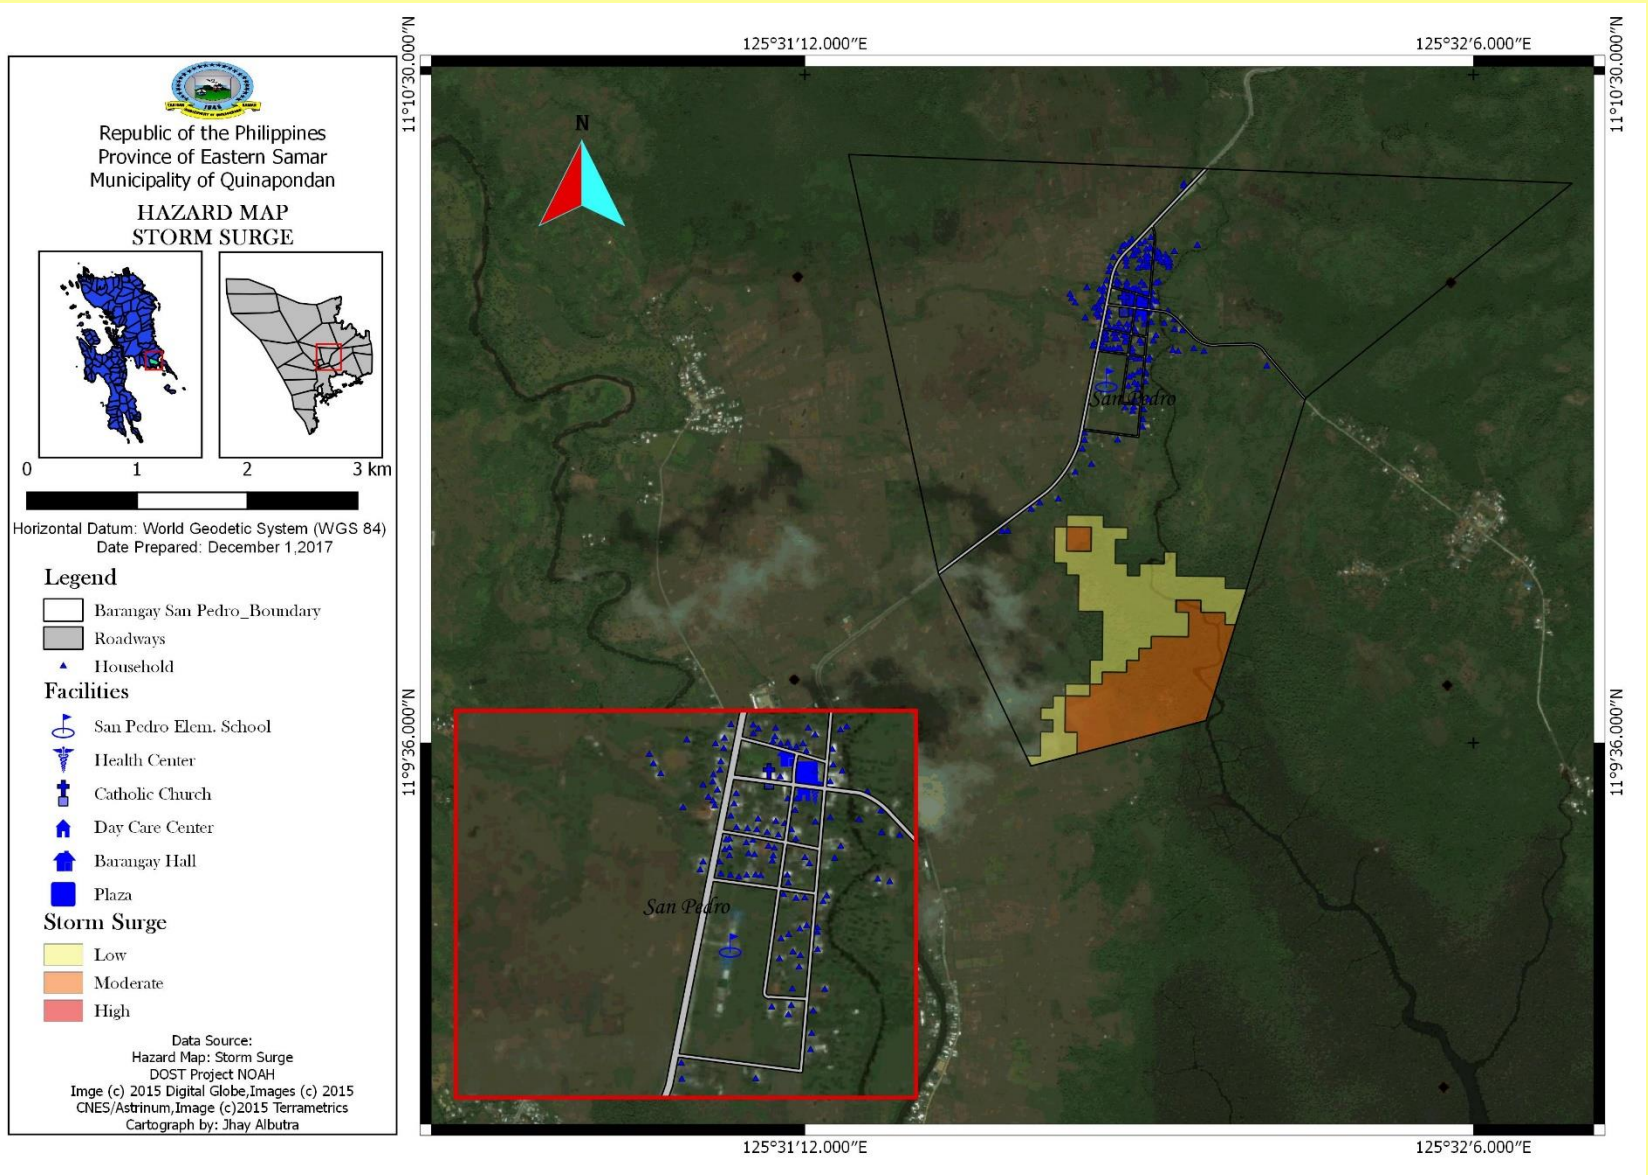 Republic of the Philippines
Province of Eastern Samar
Municipality of Quinapondan
HAZARD MAP
STORM SURGE
0 1 2 3 km
Horizontal Datum: World Geodetic System (WGS 84)
Date Prepared: December 1,2017
Legend
Barangay San Pedro_Boundary
Roadways
Household
Facilities
San Pedro Elem. School
Health Center
Catholic Church
Day Care Center
Barangay Hall
Plaza
Storm Surge
Low
Moderate
High
Data Source:
Hazard Map: Storm Surge
DOST Project NOAH
Imge (c) 2015 Digital Globe,Images (c) 2015
CNES/Astrinum,Image (c)2015 Terrametrics
Cartograph by: Jhay Albutra
125°31'12.000"E
125°32'6.000"E
11°10'30.000"N
11°10'30.000"N
N
San Pedro
11°9'36.000"N
11°9'36.000"N
San Pedro
125°31'12.000"E
125°32'6.000"E